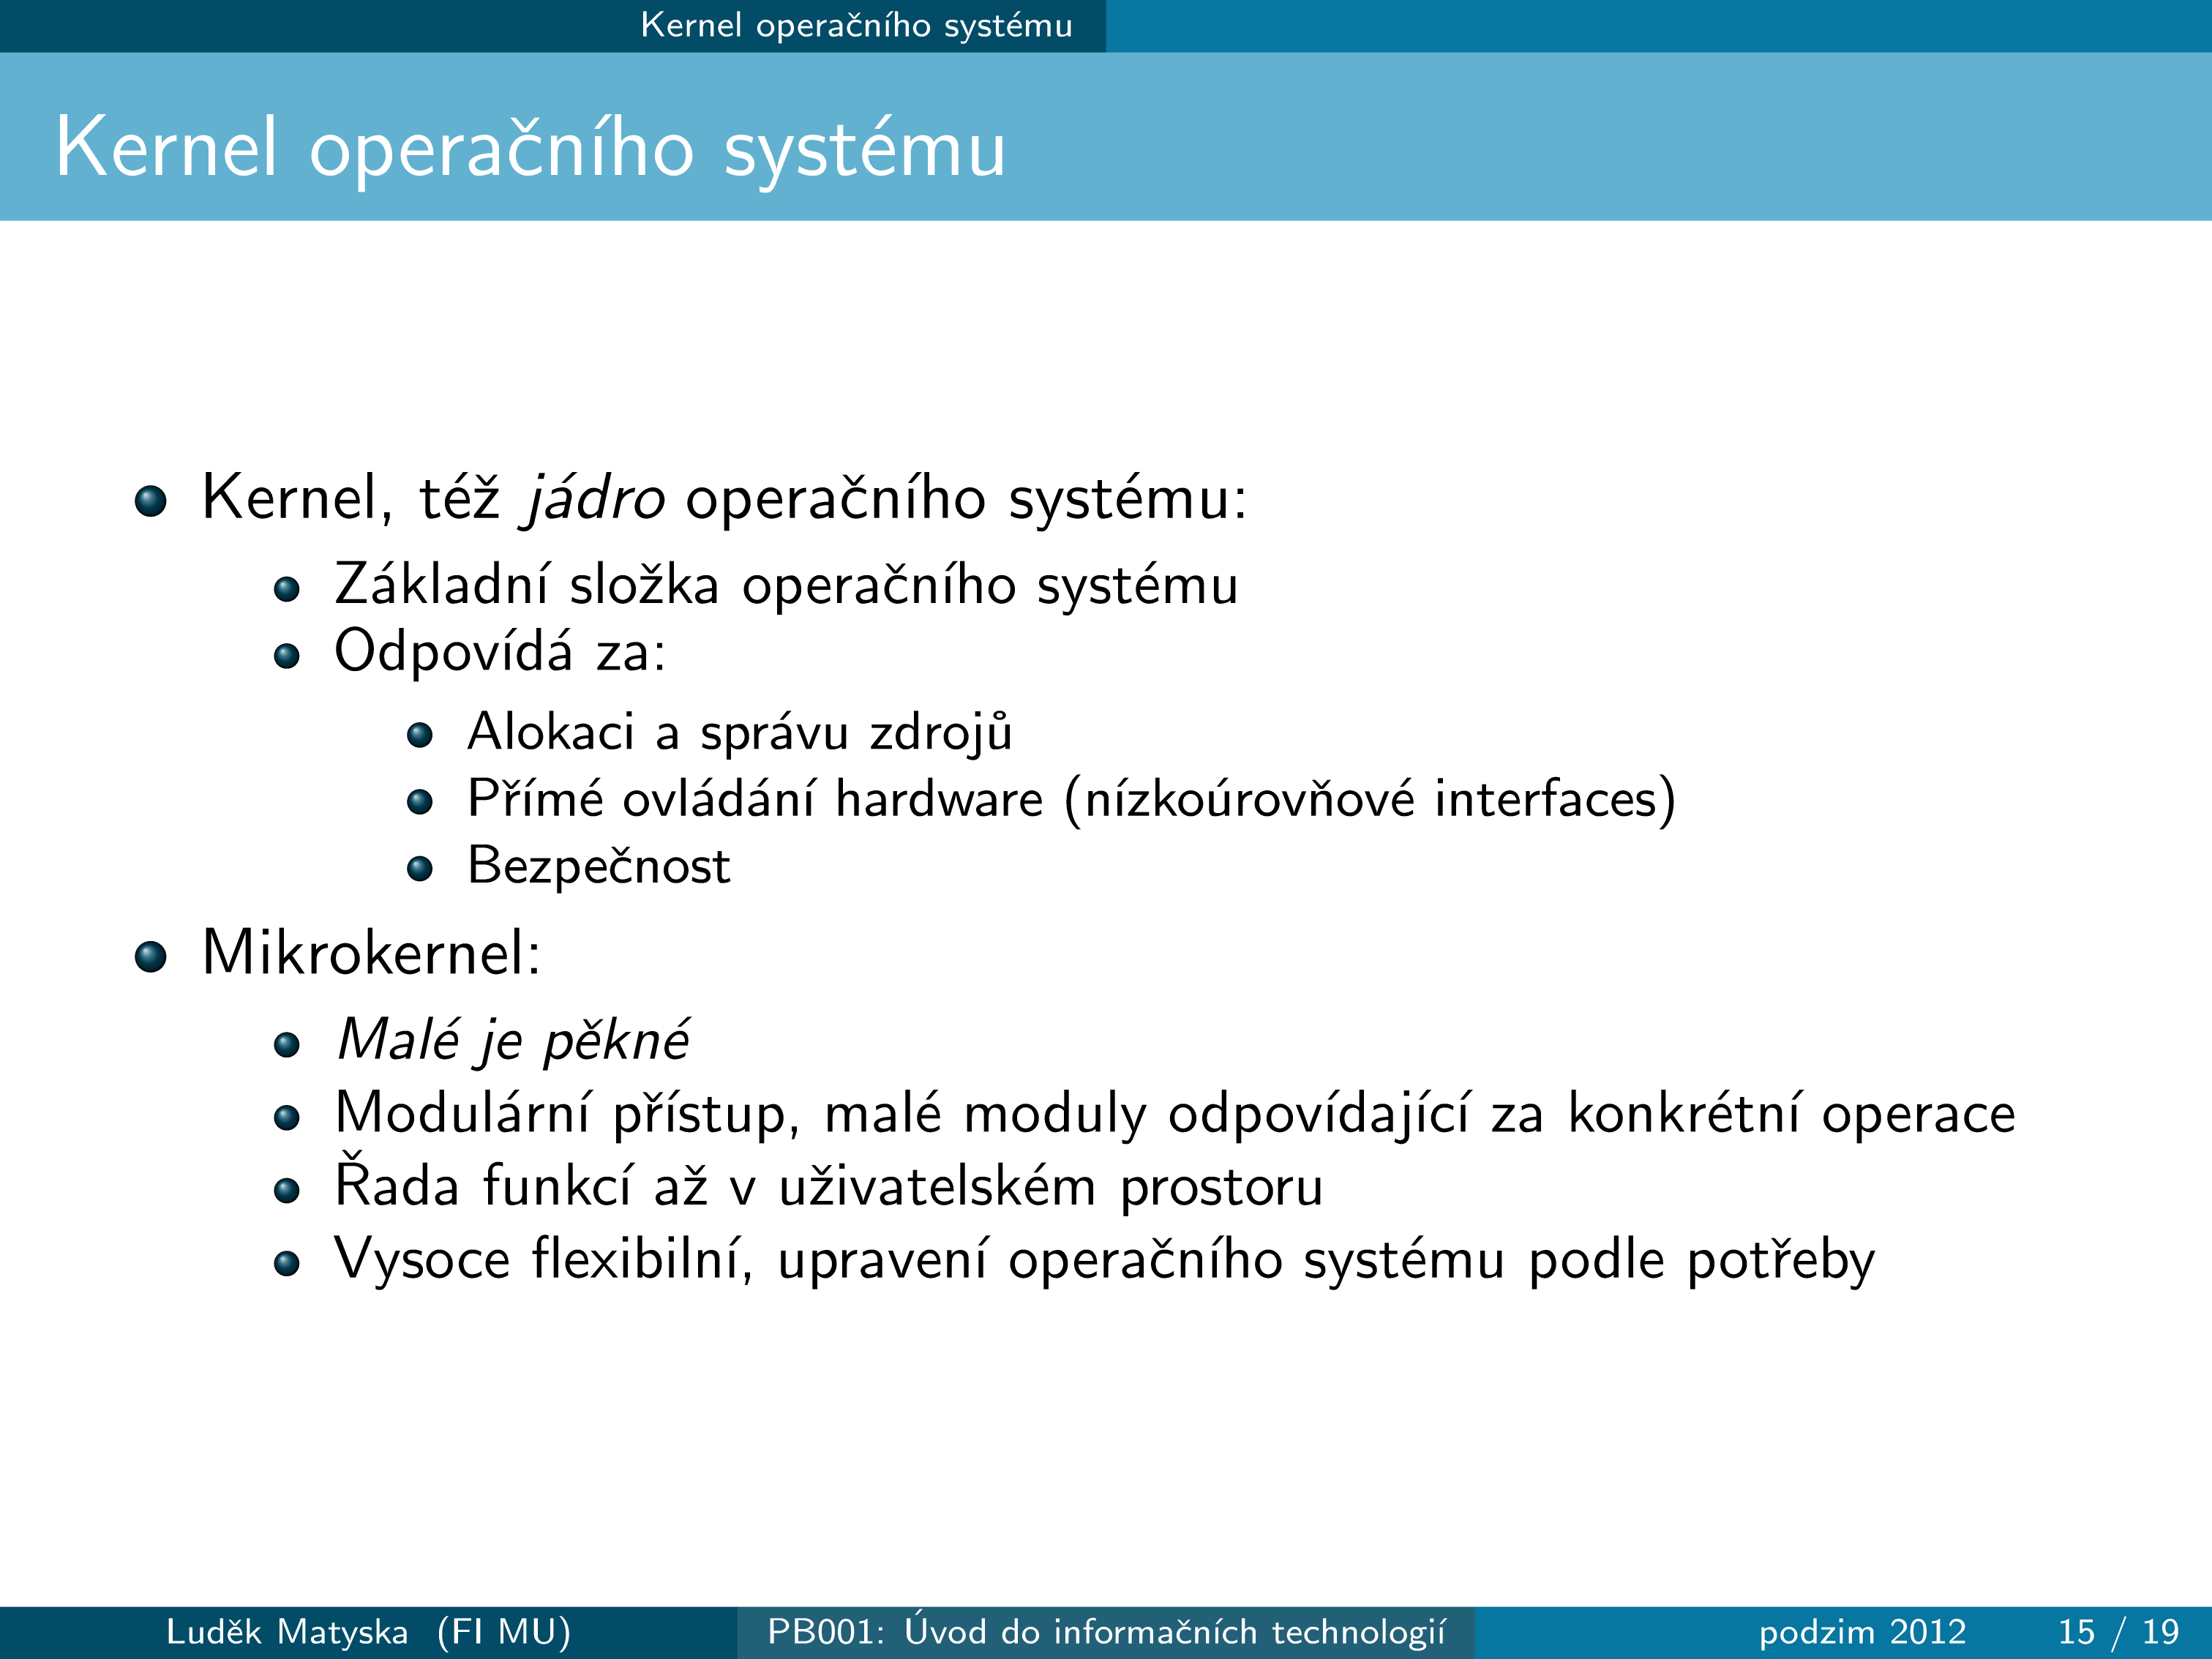 Kernel operačního systému
Kernel operačního systému
Kernel, též jádro operačního systému:
Základní složka operačního systému
Odpovídá za:
Alokaci a správu zdrojů
Přímé ovládání hardware (nízkoúrovňové interfaces)
Bezpečnost
Mikrokernel:
Malé je pěkné
Modulární přístup, malé moduly odpovídající za konkrétní operace
Řada funkcí až v uživatelském prostoru
Vysoce flexibilní, upravení operačního systému podle potřeby
Luděk Matyska (FI MU) PB001: Úvod do informačních technologií podzim 2012 15 / 19